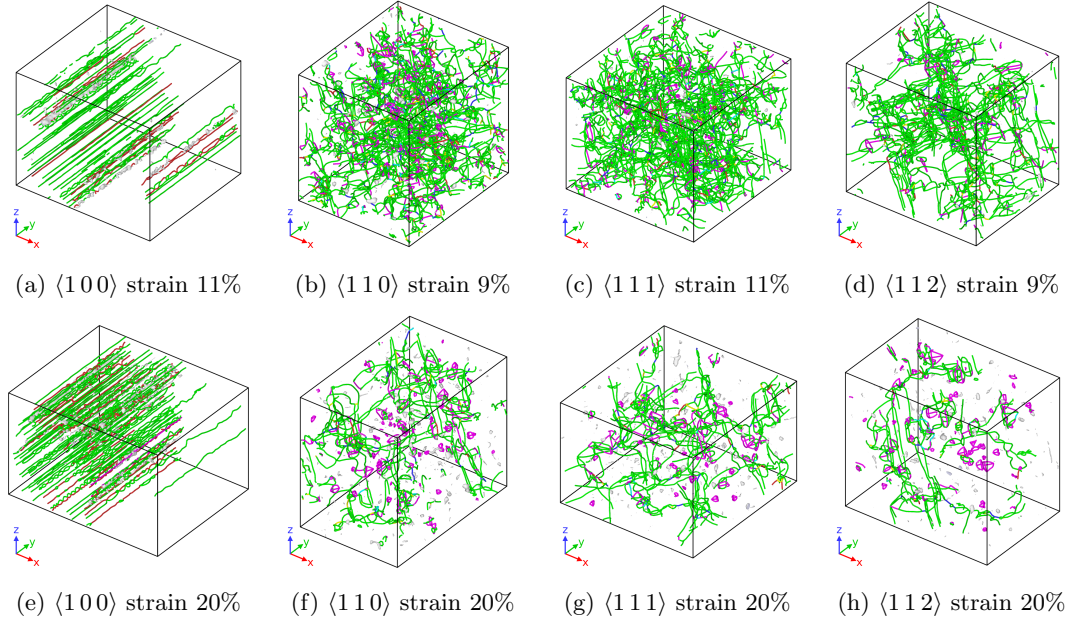 z y x
z y x
z y x
z y x
(a) ⟨1 0 0⟩ strain 11%
(b) ⟨1 1 0⟩ strain 9%
(c) ⟨1 1 1⟩ strain 11%
(d) ⟨1 1 2⟩ strain 9%
z y x
z y x
z y x
z y x
(e) ⟨1 0 0⟩ strain 20%
(f) ⟨1 1 0⟩ strain 20%
(g) ⟨1 1 1⟩ strain 20%
(h) ⟨1 1 2⟩ strain 20%